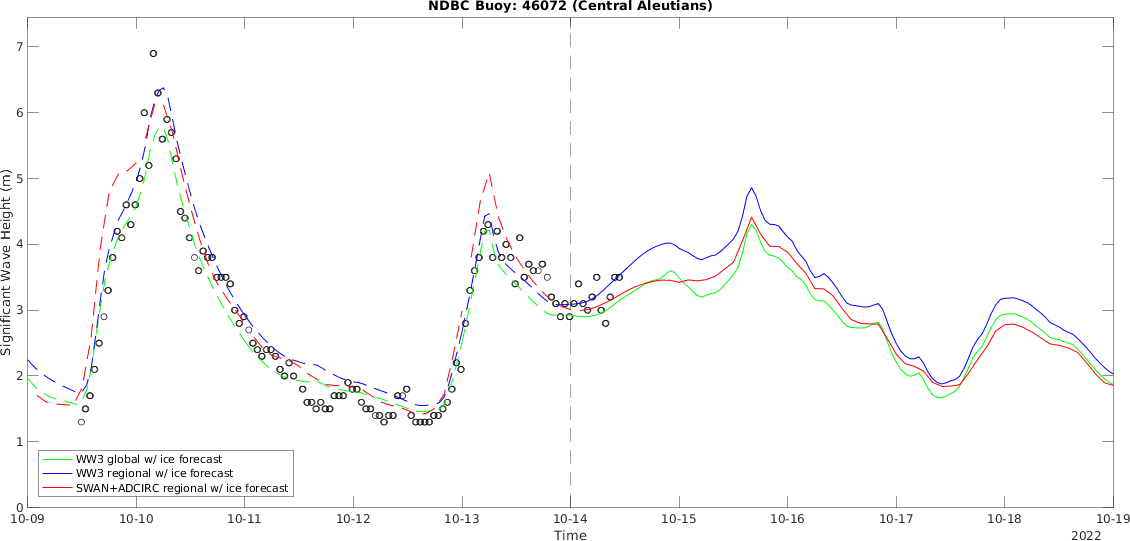 NDBC Buoy: 46072 (Central Aleutians)
7
6
5
4
3
2
1
0
Significant Wave Height (m)
WW3 global w/ ice forecast
WW3 regional w/ ice forecast
SWAN+ADCIRC regional w/ ice forecast
10-09 10-10 10-11 10-12 10-13 10-14 10-15 10-16 10-17 10-18 10-19
Time
2022